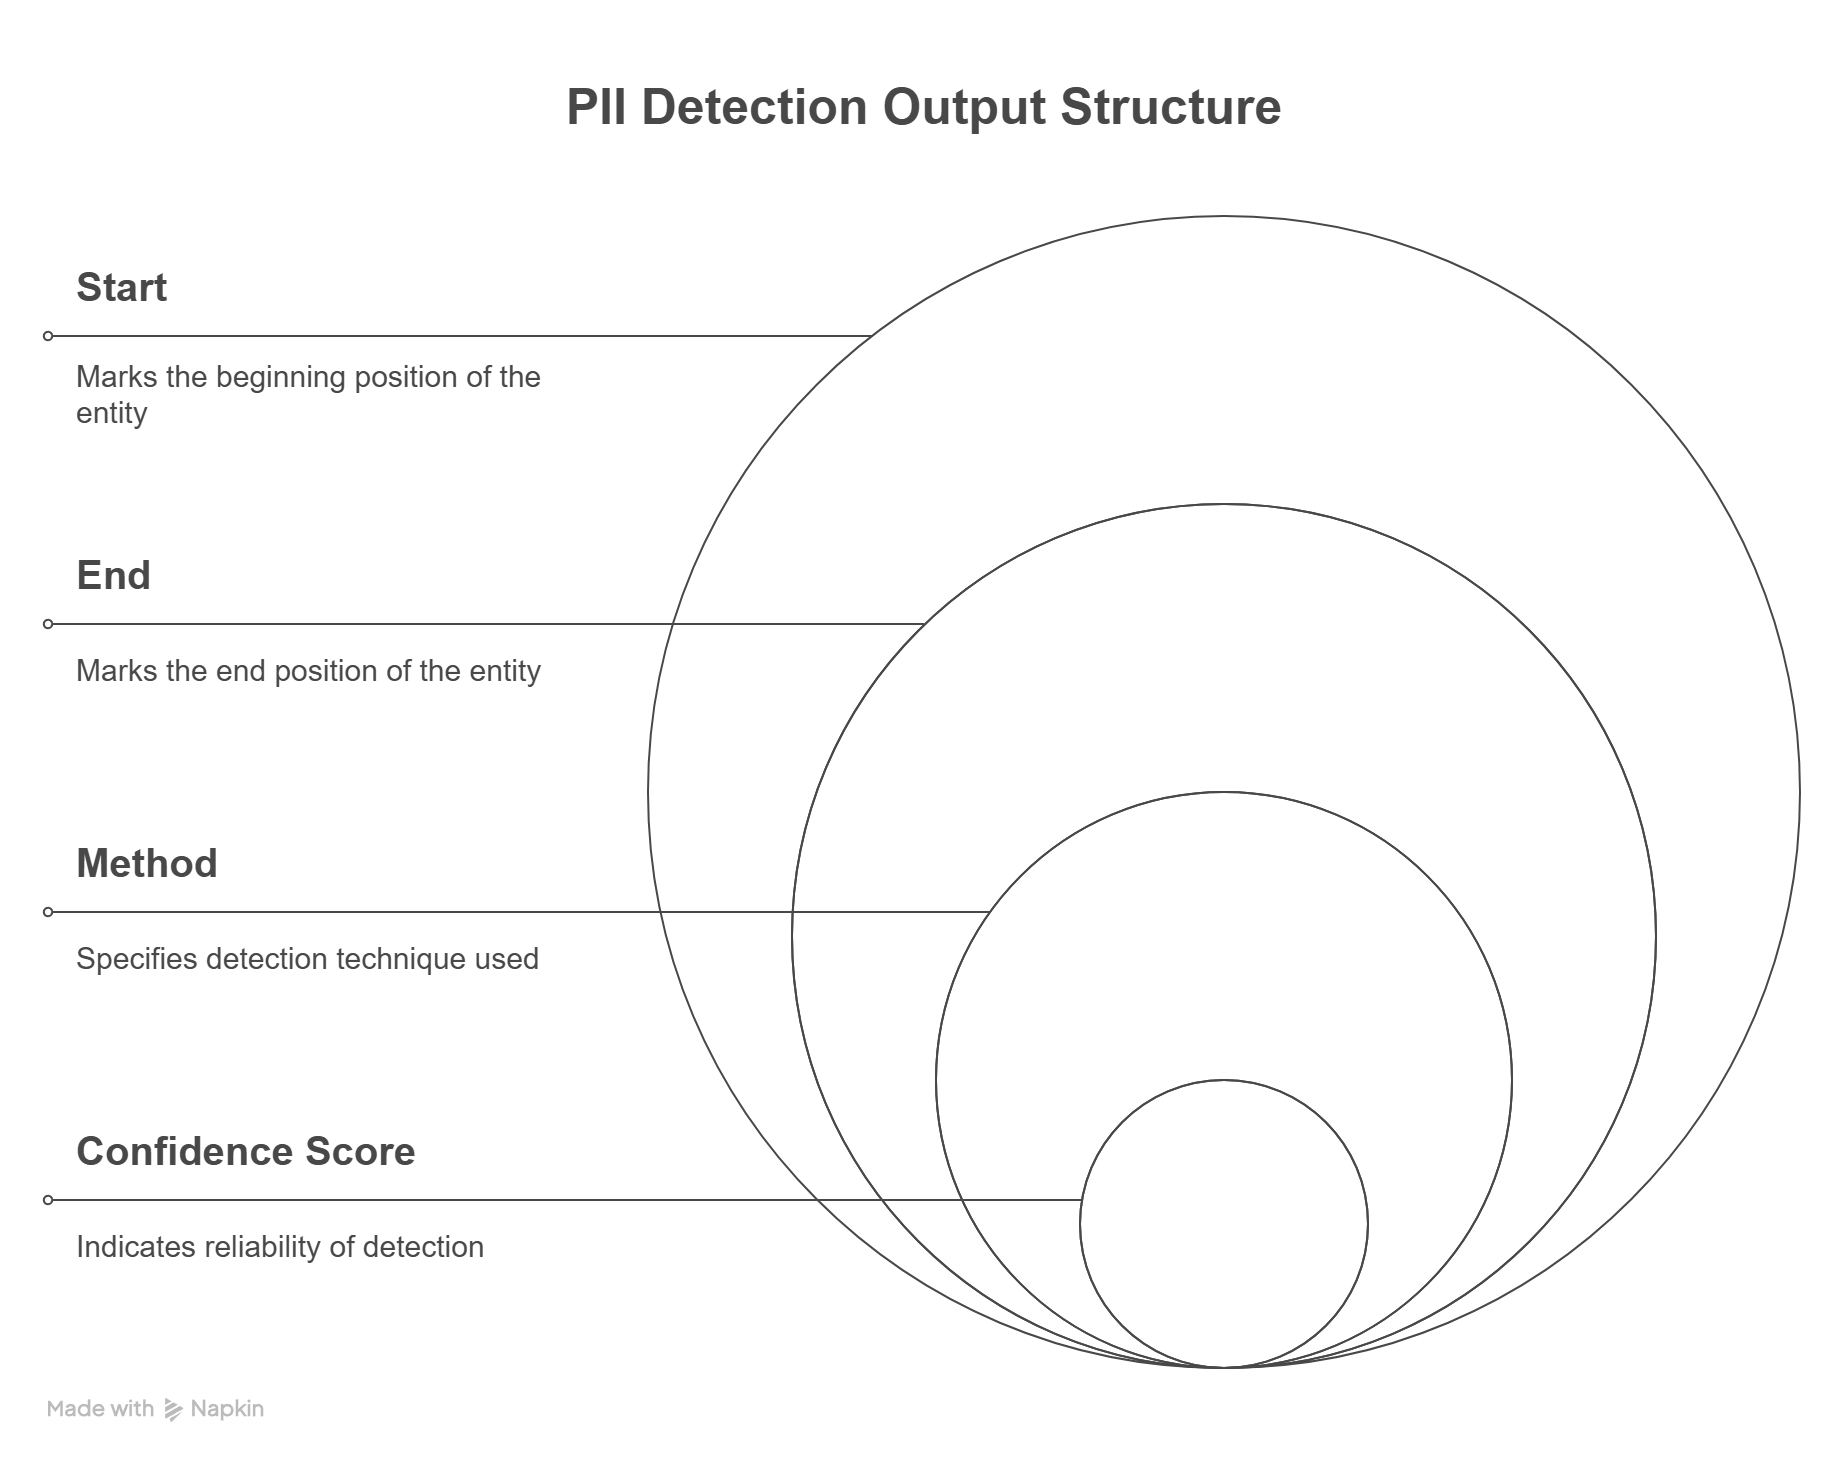 PII Detection Output Structure
Start
Marks the beginning position of the
entity
End
Marks the end position of the entity
Method
Specifies detection technique used
Confidence Score
Indicates reliability of detection
Made with Napkin